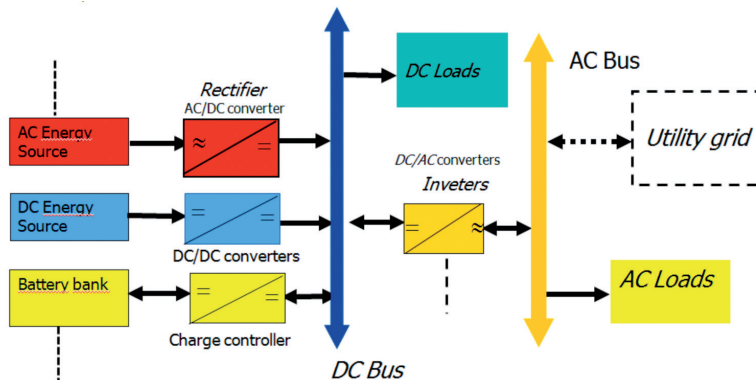 Rectifier
AC/DC converter
AC Energy
Source
≈
=
DC Energy
Source
=
=
DC/DC converters
Battery bank
=
=
Charge controller
DC Bus
DC Loads
DC/AC converters
Inveters
=
≈
AC Bus
Utility grid
AC Loads